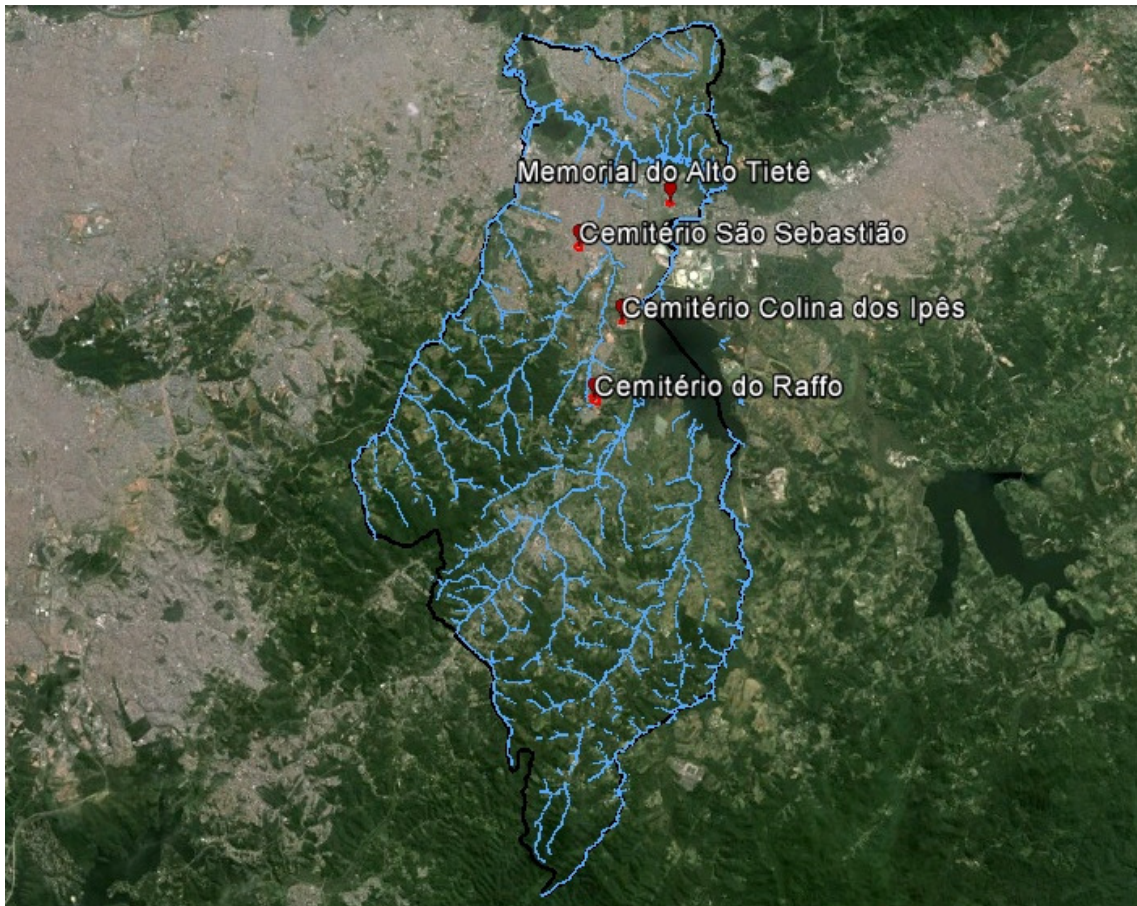 Memorial do Alto Tietê
Cemitério São Sebastião
Cemitério Colina dos Ipês
Cemitério do Raffo